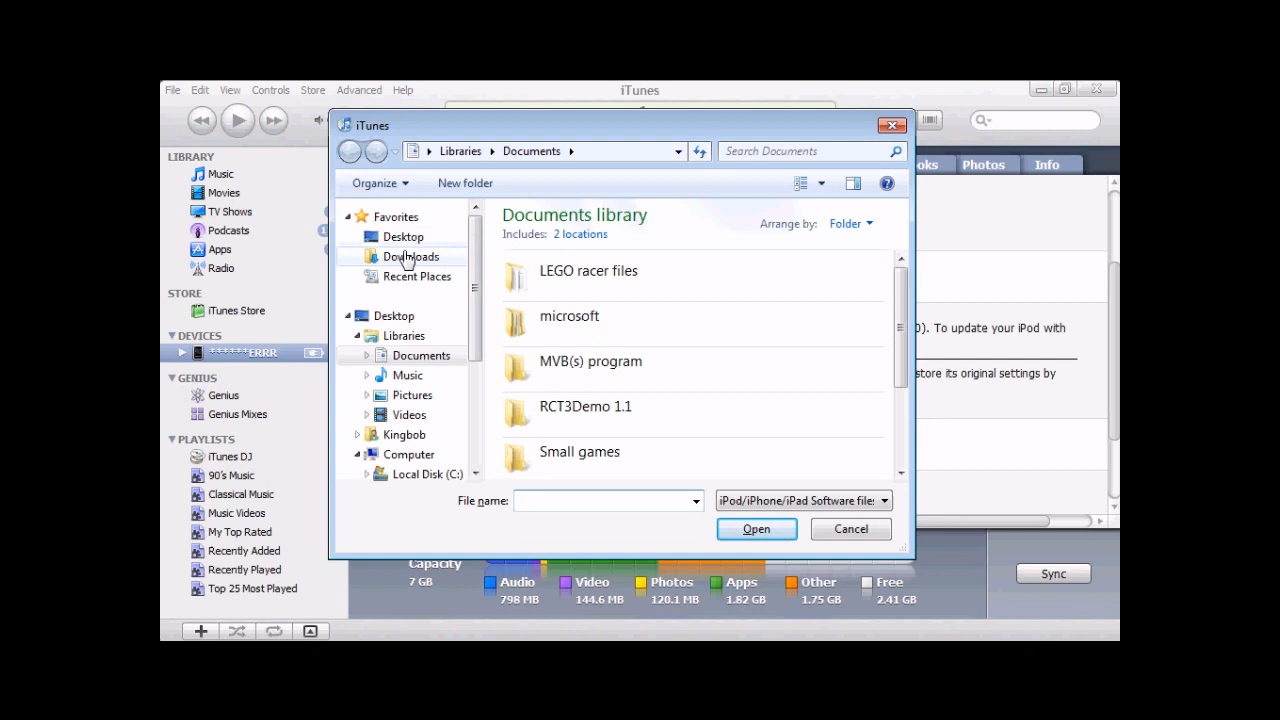 File Edit View Controls Store Advanced Help iTunes
iTunes
Libraries Documents Search Documents
Organize New folder
LIBRARY
Music
Movies
TV Shows
Podcasts
Apps
Radio
STORE
iTunes Store
DEVICES
******ERRR
GENIUS
Genius
Genius Mixes
PLAYLISTS
iTunes DJ
90's Music
Classical Music
Music Videos
My Top Rated
Recently Added
Recently Played
Top 25 Most Played
Favorites
Desktop
Downloads
Recent Places
Desktop
Libraries
Documents
Music
Pictures
Videos
Kingbob
Computer
Local Disk (C:)
Documents library
Includes: 2 locations
Arrange by: Folder
LEGO racer files
microsoft
MVB(s) program
RCT3Demo 1.1
Small games
File name: iPod/iPhone/iPad Software file
Open Cancel
Photos Info
0). To update your iPod with
store its original settings by
Capacity
7 GB
Audio
798 MB
Video
144.6 MB
Photos
120.1 MB
Apps
1.82 GB
Other
1.75 GB
Free
2.41 GB
Sync